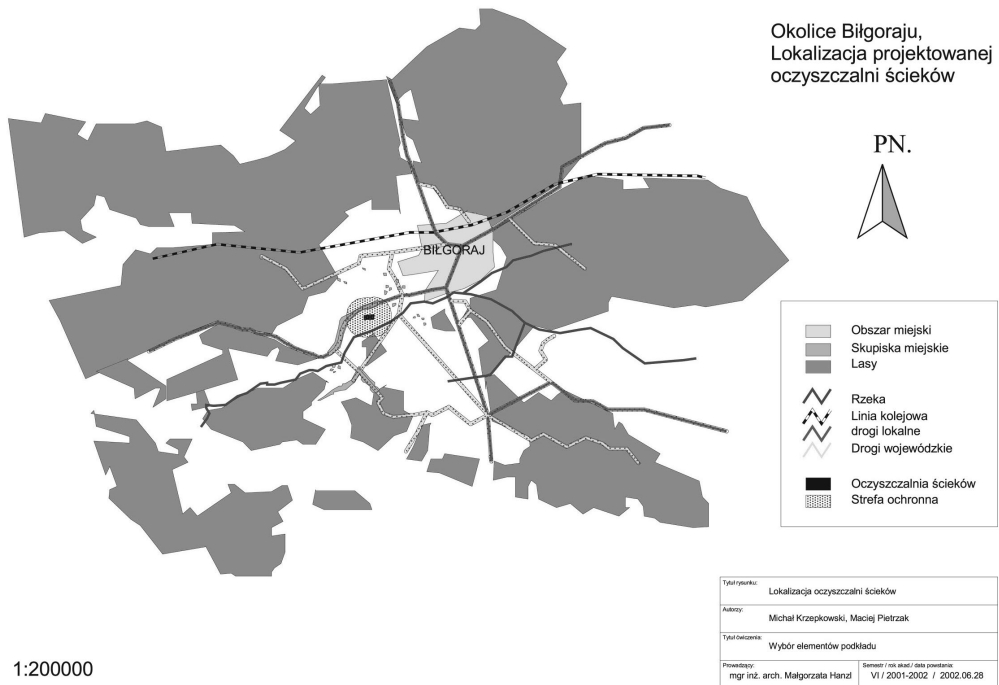 Okolice Biłgoraju,
Lokalizacja projektowanej
oczyszczalni ścieków
PN.
BIŁGORAJ
Obszar miejski
Skupiska miejskie
Lasy
Rzeka
Linia kolejowa
drogi lokalne
Drogi wojewódzkie
Oczyszczalnia ścieków
Strefa ochronna
Tytuł rysunku:
Lokalizacja oczyszczalni ścieków
Autorzy:
Michał Krzepkowski, Maciej Pietrzak
Tytuł ćwiczenia:
Wybór elementów podkładu
Prowadzący:
mgr inż. arch. Małgorzata Hanzl
Semestr / rok akad./ data powstania:
VI / 2001-2002 / 2002.06.28
1:200000